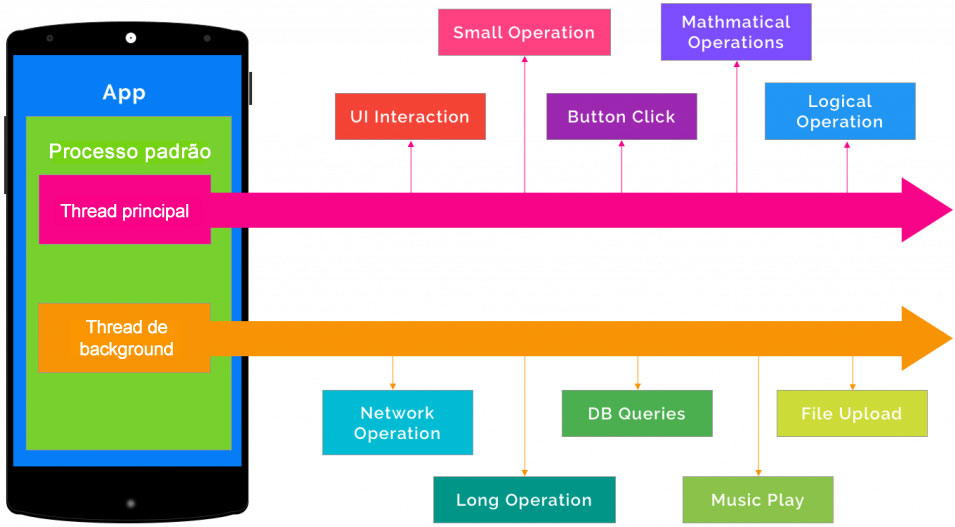 App
Processo padrão
Thread principal
Thread de
background
Small Operation
Mathmatical
Operations
UI Interaction
Button Click
Logical
Operation
Network
Operation
DB Queries
File Upload
Long Operation
Music Play